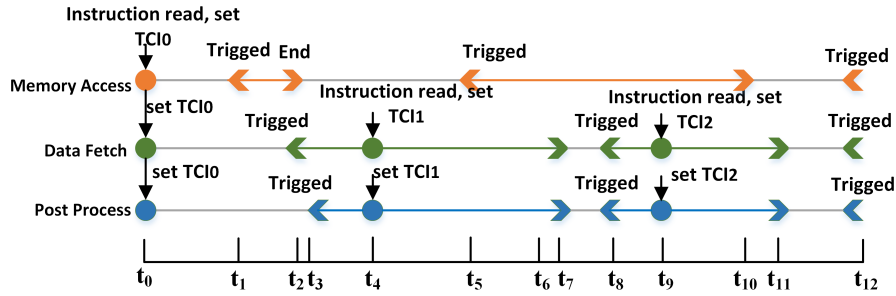 Instruction read, set
TCI0
Trigged End Trigged Trigged
Memory Access
Instruction read, set Instruction read, set
set TCI0 TCI1 TCI2
Trigged Trigged Trigged
Data Fetch
set TCI0 set TCI1 set TCI2
Trigged Trigged Trigged
Post Process
t0 t1 t2 t3 t4 t5 t6 t7 t8 t9 t10 t11 t12